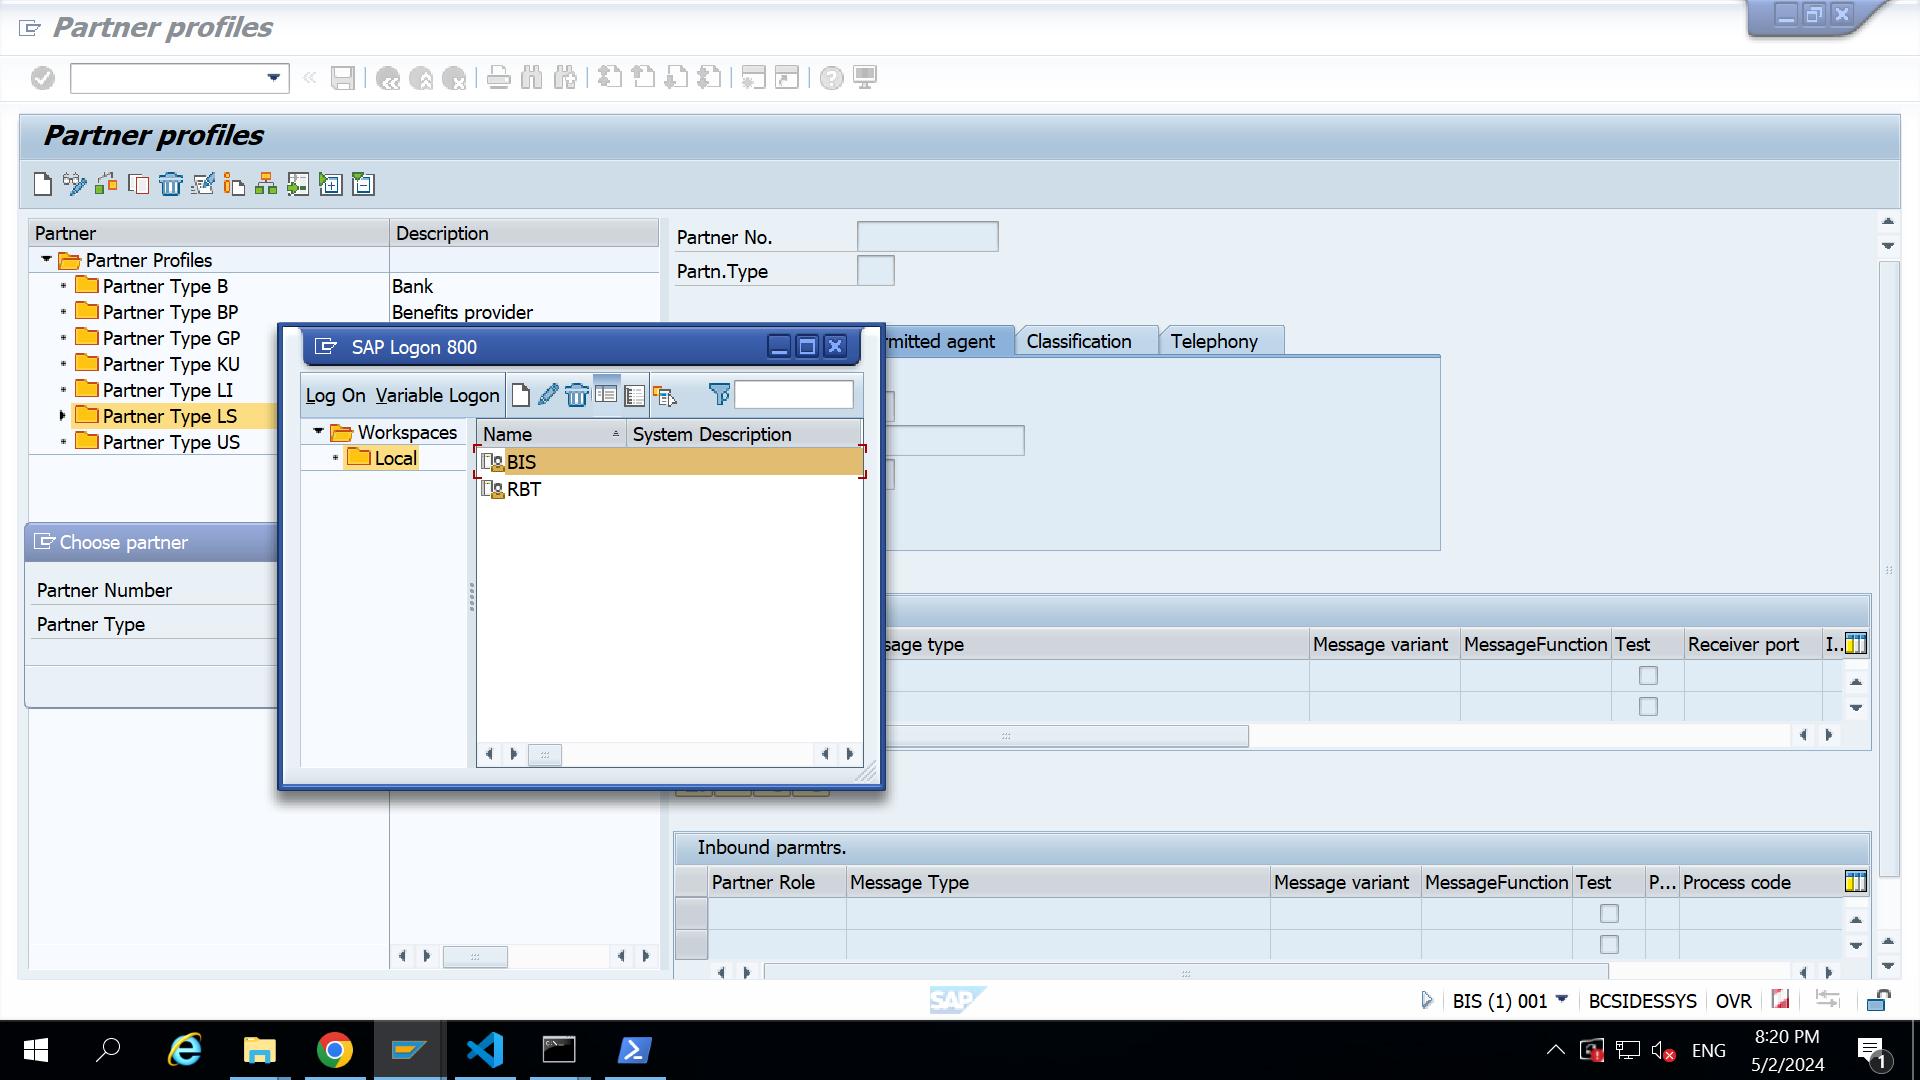 Partner profiles
Partner profiles
Partner
Description
Partner Profiles
Partner Type B
Bank
Partner Type BP
Benefits provider
Partner Type GP
Partner Type KU
Partner Type LI
Partner Type LS
Partner Type US
Partner No.
Partn.Type
mitted agent
Classification
Telephony
SAP Logon 800
Log On
Variable Logon
Workspaces
Local
Name
System Description
BIS
RBT
Choose partner
Partner Number
Partner Type
sage type
Message variant
MessageFunction
Test
Receiver port
I..
Inbound parmtrs.
Partner Role
Message Type
Message variant
MessageFunction
Test
P...
Process code
SAP
BIS (1) 001
BCSIDESSYS
OVR
ENG
8:20 PM
5/2/2024
1